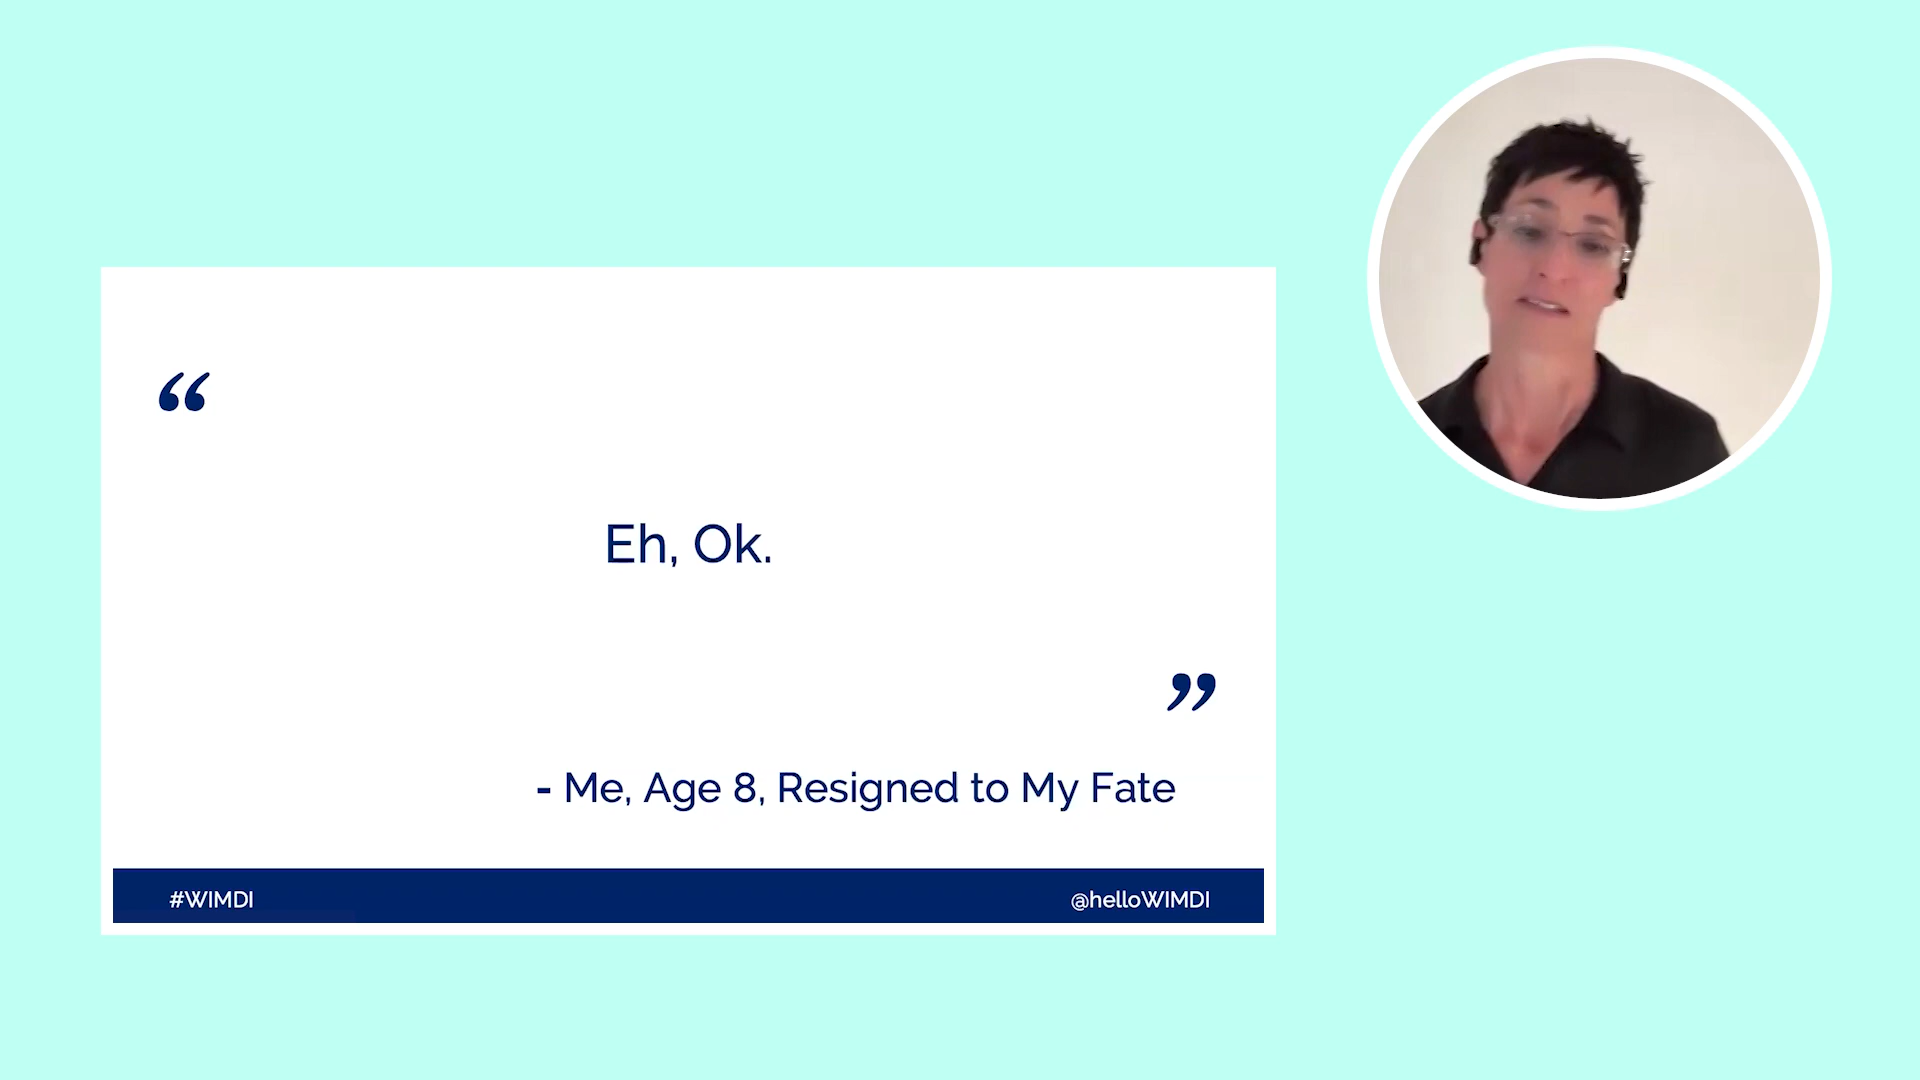 “
Eh, Ok.
”
- Me, Age 8, Resigned to My Fate
#WIMDI
@helloWIMDI